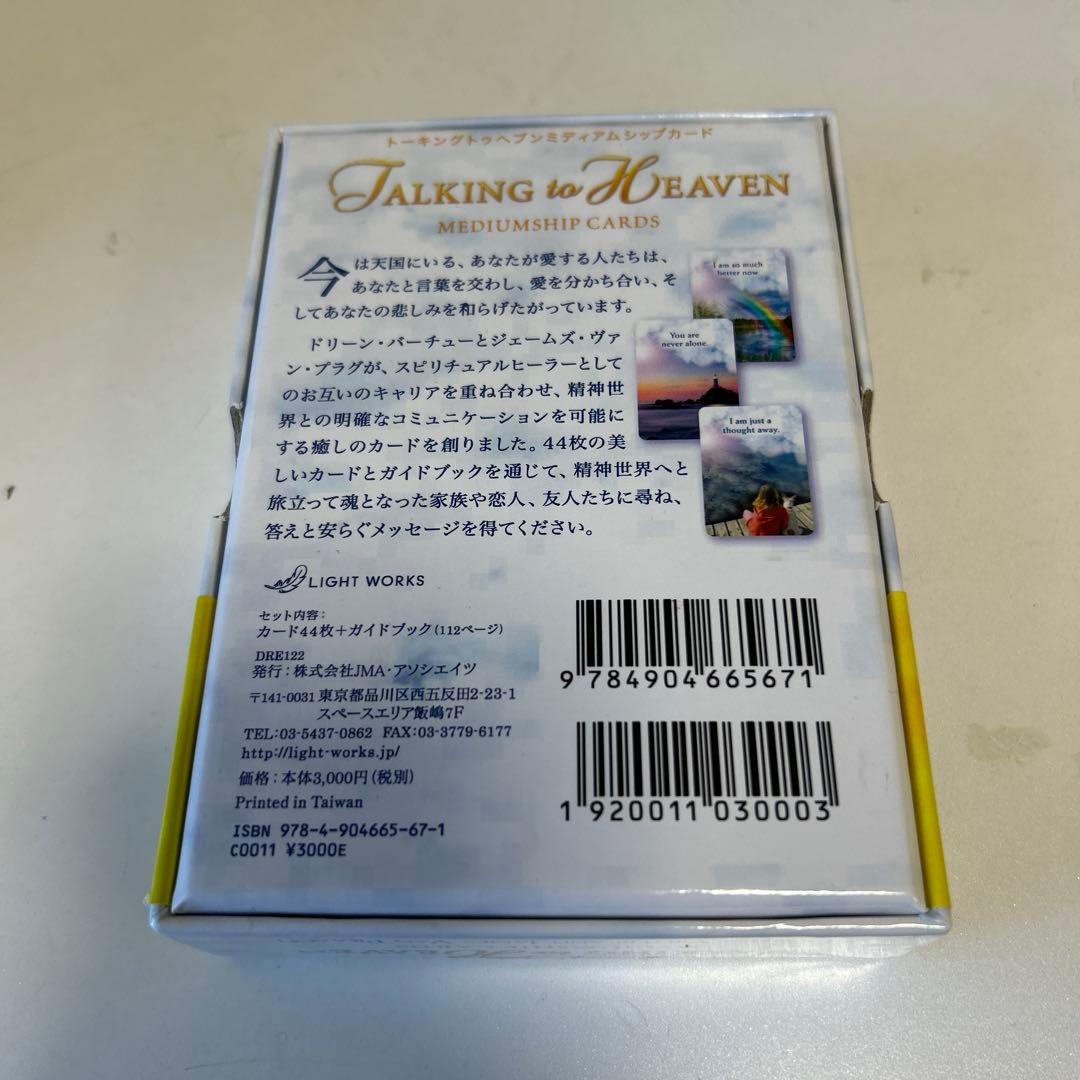 トーキングトゥヘブンミディアムシップカード
TALKING to HEAVEN
MEDIUMSHIP CARDS
今は天国にいる、あなたが愛する人たちは、
あなたと言葉を交わし、愛を分かち合い、そ
してあなたの悲しみを和らげたがっています。
ドリーン・バーチューとジェームズ・ヴァ
ン・プラグが、スピリチュアルヒーラーとして
のお互いのキャリアを重ね合わせ、精神世
界との明確なコミュニケーションを可能に
する癒しのカードを創りました。44枚の美
しいカードとガイドブックを通じて、精神世界へと
旅立って魂となった家族や恋人、友人たちに尋ね、
答えと安らぐメッセージを得てください。
I am so much
better now.
You are
never alone.
I am just a
thought away.
LIGHT WORKS
セット内容：
カード44枚＋ガイドブック（112ページ）
DRE122
発行：株式会社JMA・アソシエイツ
〒141-0031 東京都品川区西五反田2-23-1
スペースエリア飯嶋7F
TEL:03-5437-0862 FAX:03-3779-6177
http://light-works.jp/
価格：本体3,000円（税別）
Printed in Taiwan
ISBN 978-4-904665-67-1
C0011 ¥3000E
9 784904 665671
1 920011 030003